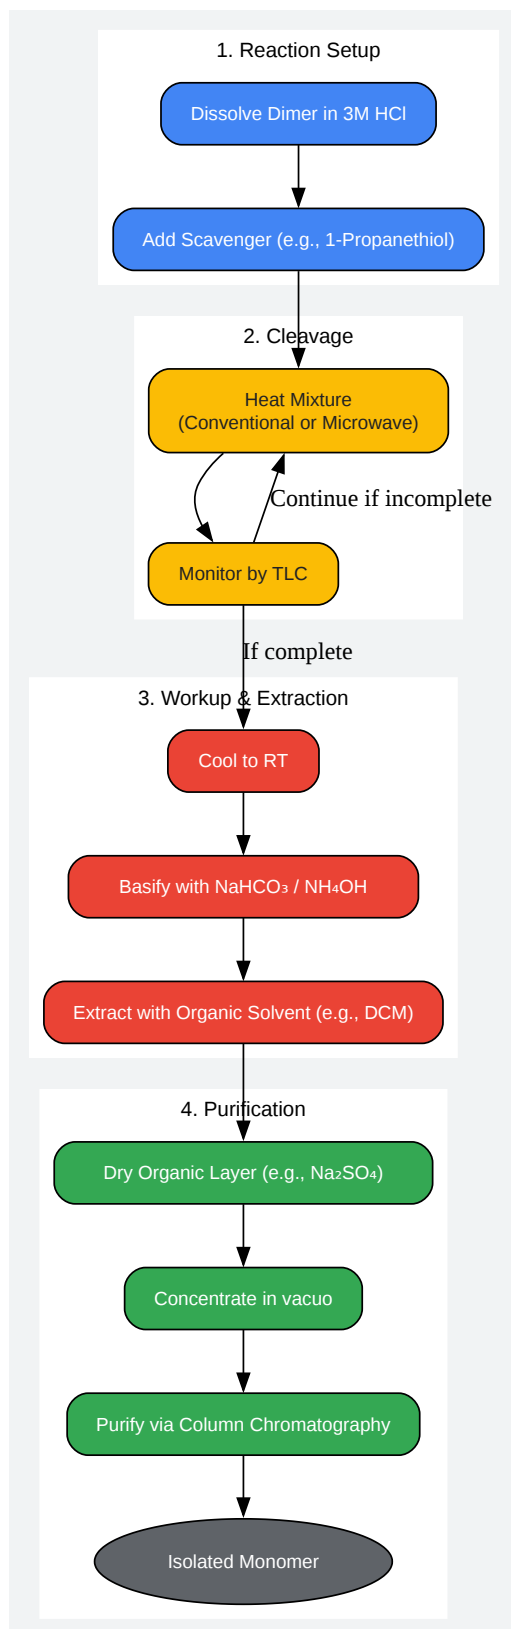 1. Reaction Setup
Dissolve Dimer in 3M HCl
Add Scavenger (e.g., 1-Propanethiol)
2. Cleavage
Heat Mixture
(Conventional or Microwave)
Continue if incomplete
Monitor by TLC
If complete
3. Workup & Extraction
Cool to RT
Basify with NaHCO₃ / NH₄OH
Extract with Organic Solvent (e.g., DCM)
4. Purification
Dry Organic Layer (e.g., Na₂SO₄)
Concentrate in vacuo
Purify via Column Chromatography
Isolated Monomer